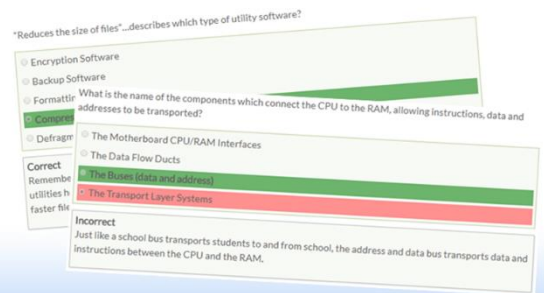 "Reduces the size of files"...describes which type of utility software?
Encryption Software
Backup Software
Formattin
Compres
Defragm
Correct
Remembe
utilities h
faster file
What is the name of the components which connect the CPU to the RAM, allowing instructions, data and
addresses to be transported?
The Motherboard CPU/RAM Interfaces
The Data Flow Ducts
The Buses (data and address)
The Transport Layer Systems
Incorrect
Just like a school bus transports students to and from school, the address and data bus transports data and
instructions between the CPU and the RAM.